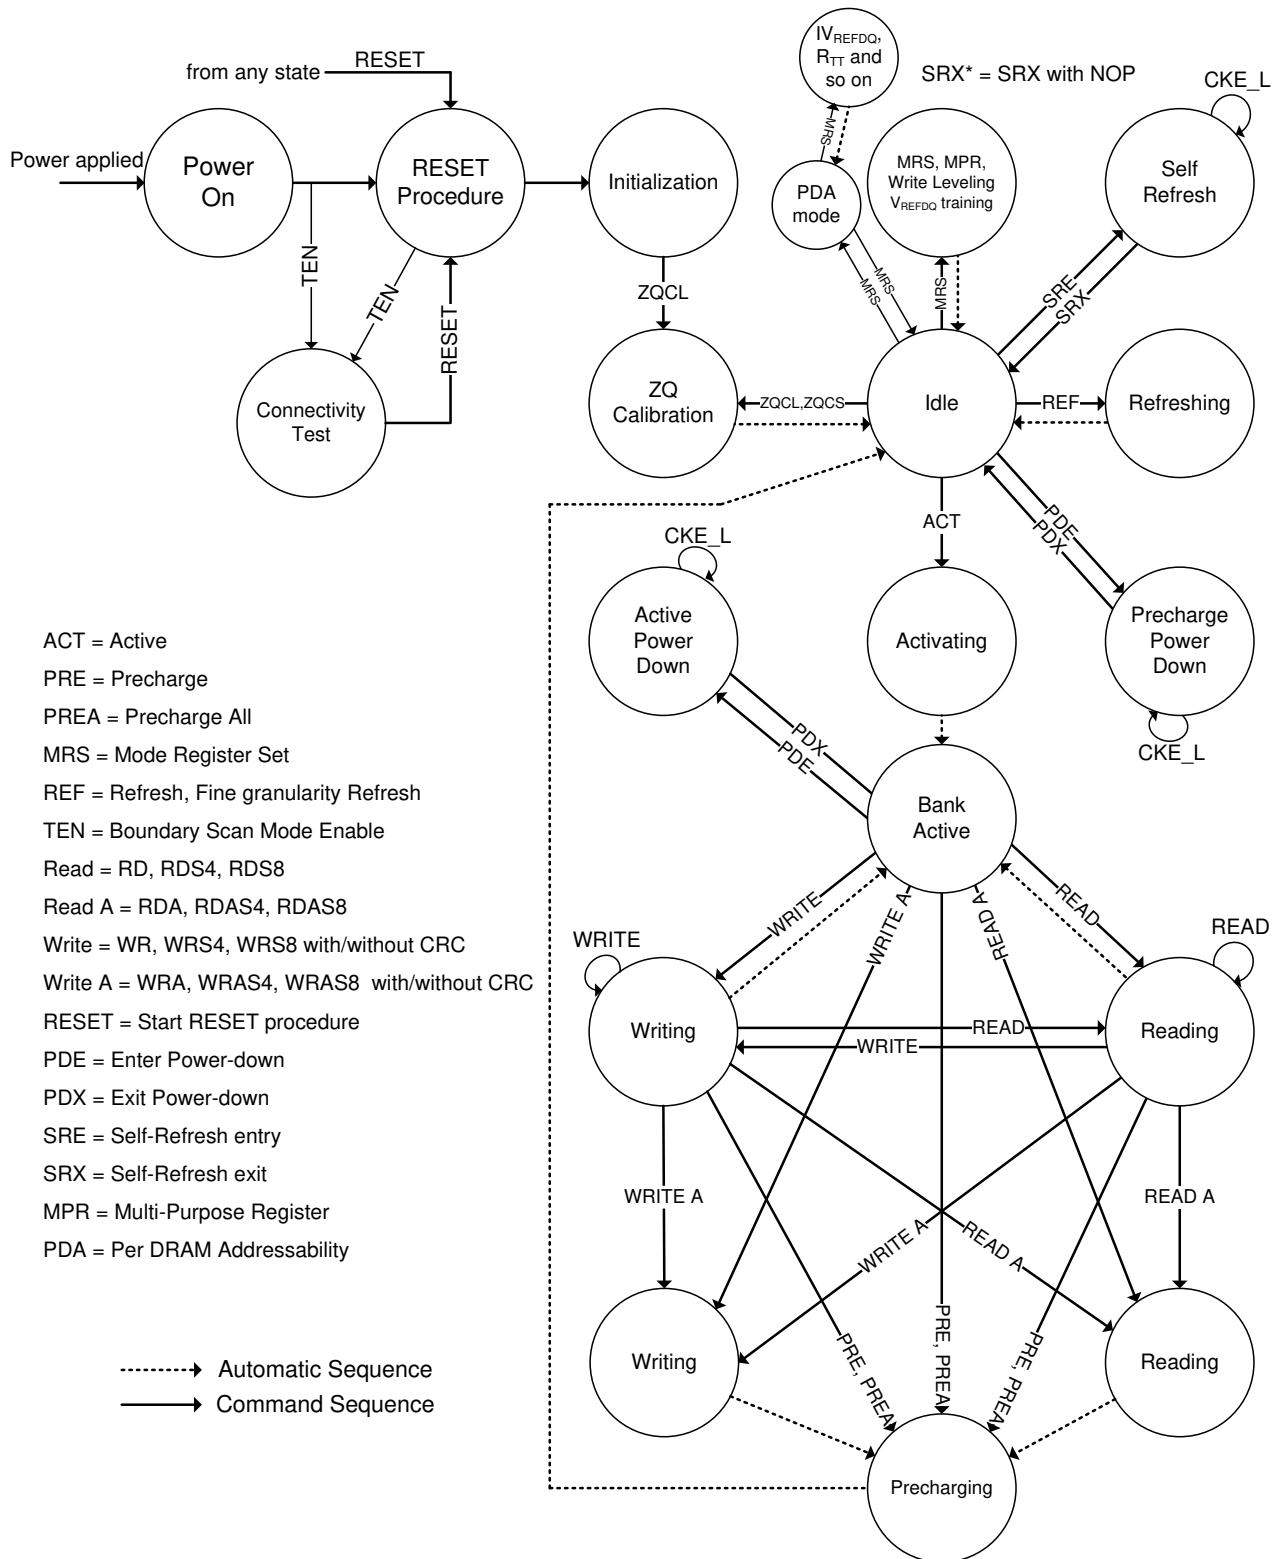 from any state
RESET
Power applied
Power
On
RESET
Procedure
Initialization
TEN
TEN
RESET
Connectivity
Test
ZQCL
ZQ
Calibration
IVREFDQ,
RTT and
so on
SRX* = SRX with NOP
CKE_L
MRS
PDA
mode
MRS, MPR,
Write Leveling
VREFDQ training
Self
Refresh
MRS
MRS
MRS
SRE
SRX
ZQCL,ZQCS
Idle
REF
Refreshing
ACT
PDE
PDX
CKE_L
Active
Power
Down
Activating
Precharge
Power
Down
CKE_L
PDX
PDE
Bank
Active
WRITE
WRITE A
READ A
READ
WRITE
READ
Writing
READ
WRITE
Reading
WRITE A
WRITE A
READ A
READ A
Writing
PRE, PREA
PRE, PREA
PRE, PREA
Reading
Precharging
ACT = Active
PRE = Precharge
PREA = Precharge All
MRS = Mode Register Set
REF = Refresh, Fine granularity Refresh
TEN = Boundary Scan Mode Enable
Read = RD, RDS4, RDS8
Read A = RDA, RDAS4, RDAS8
Write = WR, WRS4, WRS8 with/without CRC
Write A = WRA, WRAS4, WRAS8 with/without CRC
RESET = Start RESET procedure
PDE = Enter Power-down
PDX = Exit Power-down
SRE = Self-Refresh entry
SRX = Self-Refresh exit
MPR = Multi-Purpose Register
PDA = Per DRAM Addressability
Automatic Sequence
Command Sequence